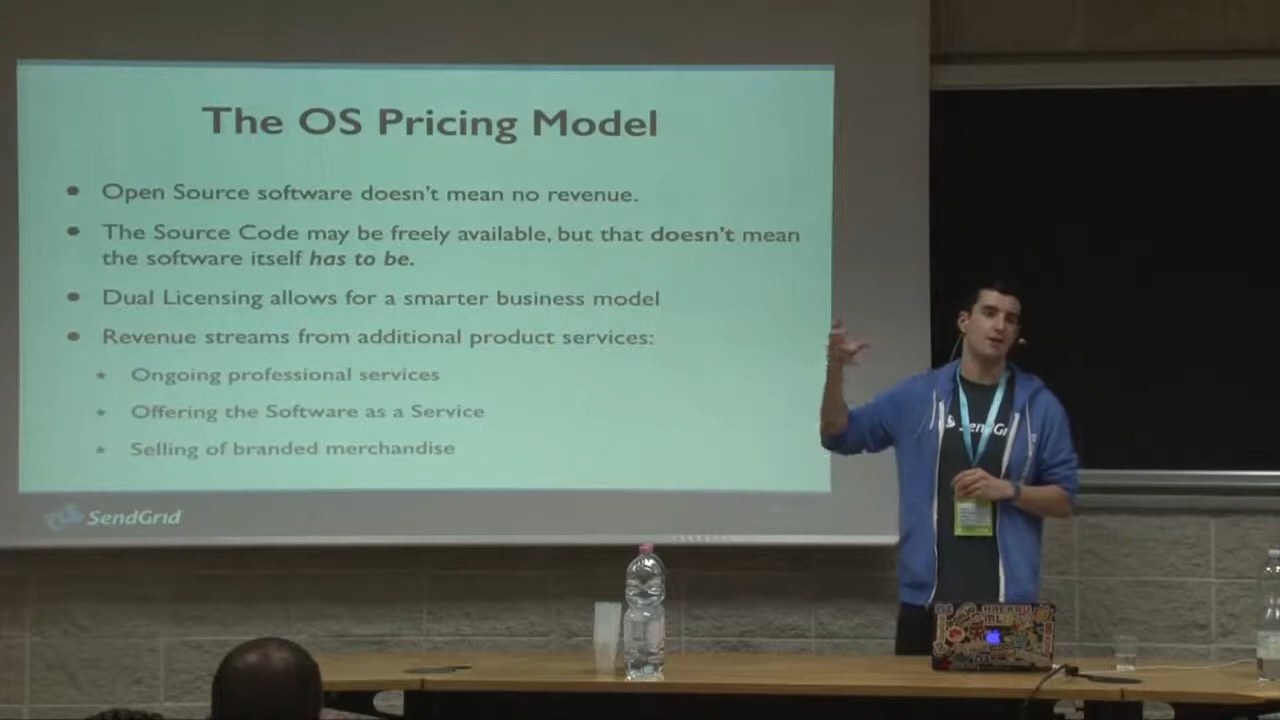 The OS Pricing Model
Open Source software doesn't mean no revenue.
The Source Code may be freely available, but that doesn't mean
the software itself has to be.
Dual Licensing allows for a smarter business model
Revenue streams from additional product services:
Ongoing professional services
Offering the Software as a Service
Selling of branded merchandise
SendGrid
SendGr
HACKRU